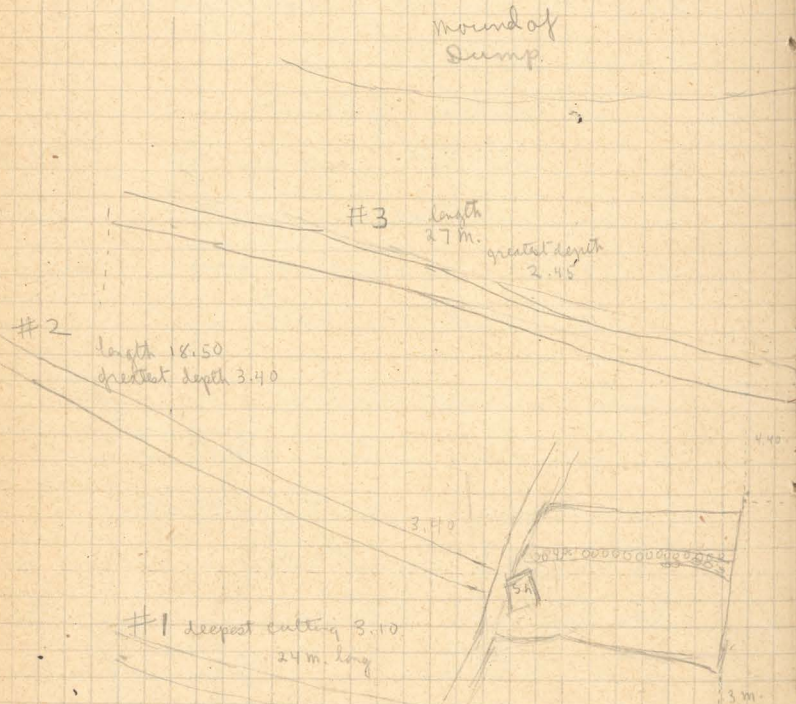 mound of
Dump.
#3
length
27 m.
greatest depth
2.45
#2
length 18.50
greatest depth 3.40
4.40
3.40
Sh
#1 deepest cutting 3.10
24 m. long
3 m.